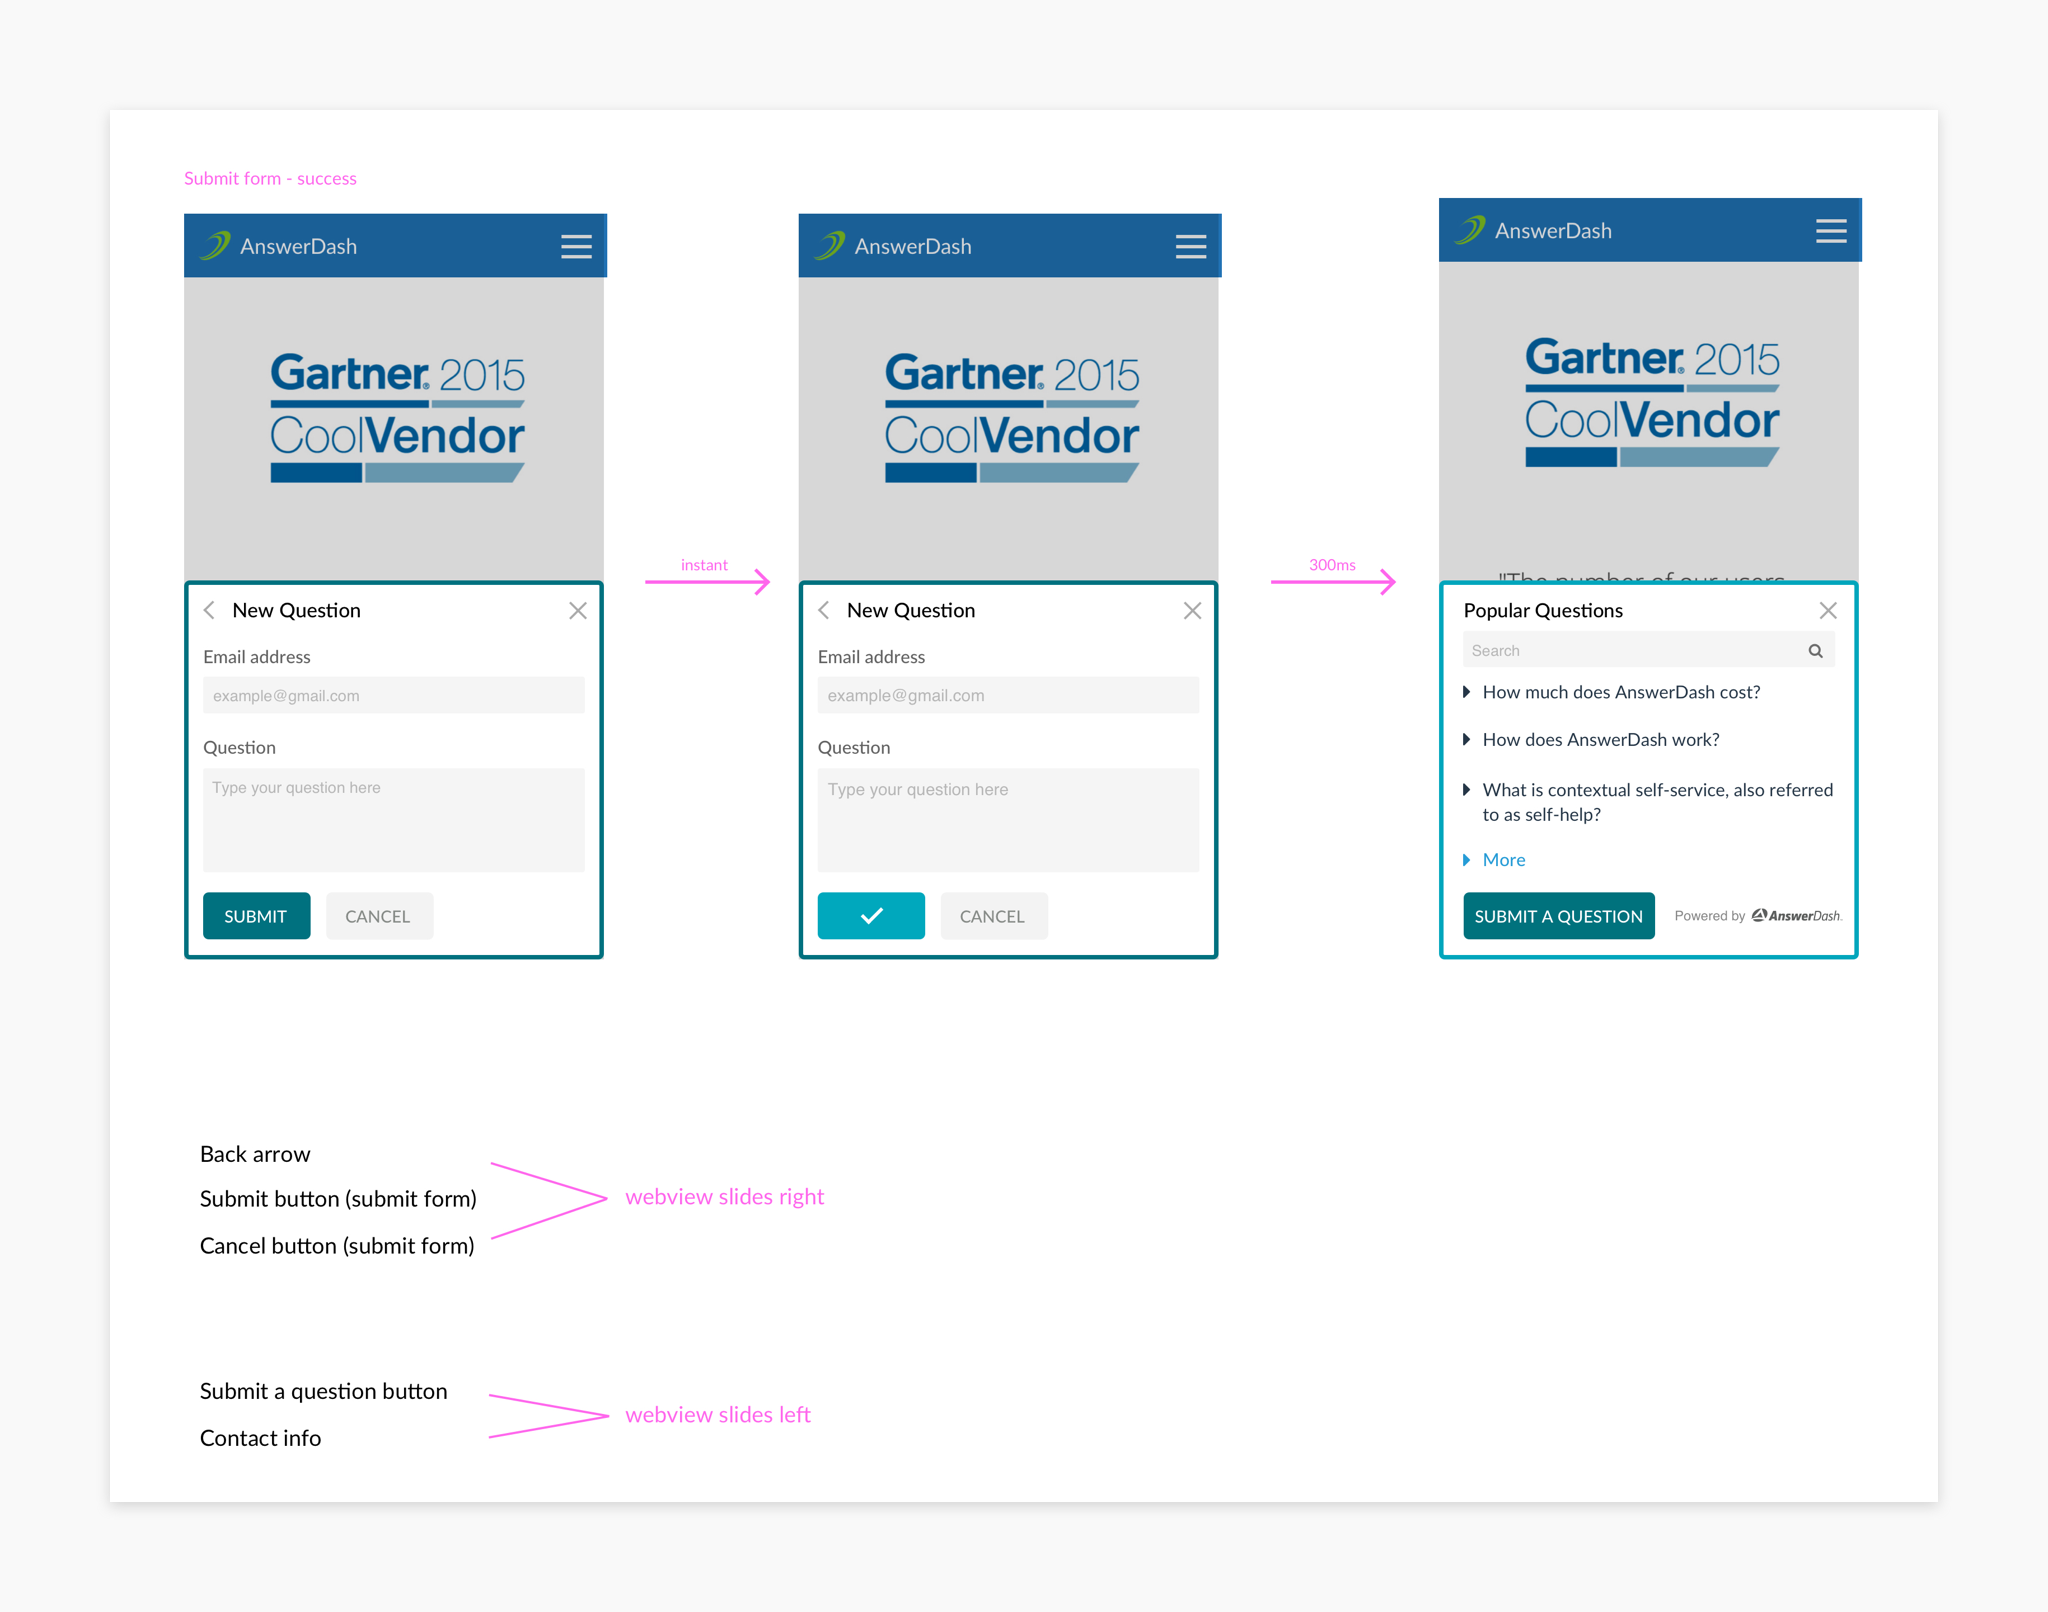 Submit form - success
AnswerDash
Gartner® 2015
CoolVendor
New Question
Email address
example@gmail.com
Question
Type your question here
SUBMIT
CANCEL
instant
AnswerDash
Gartner® 2015
CoolVendor
New Question
Email address
example@gmail.com
Question
Type your question here
CANCEL
300ms
AnswerDash
Gartner® 2015
CoolVendor
"The number of our users
Popular Questions
Search
How much does AnswerDash cost?
How does AnswerDash work?
What is contextual self-service, also referred
to as self-help?
More
SUBMIT A QUESTION
Powered by AnswerDash.
Back arrow
Submit button (submit form)
Cancel button (submit form)
webview slides right
Submit a question button
Contact info
webview slides left